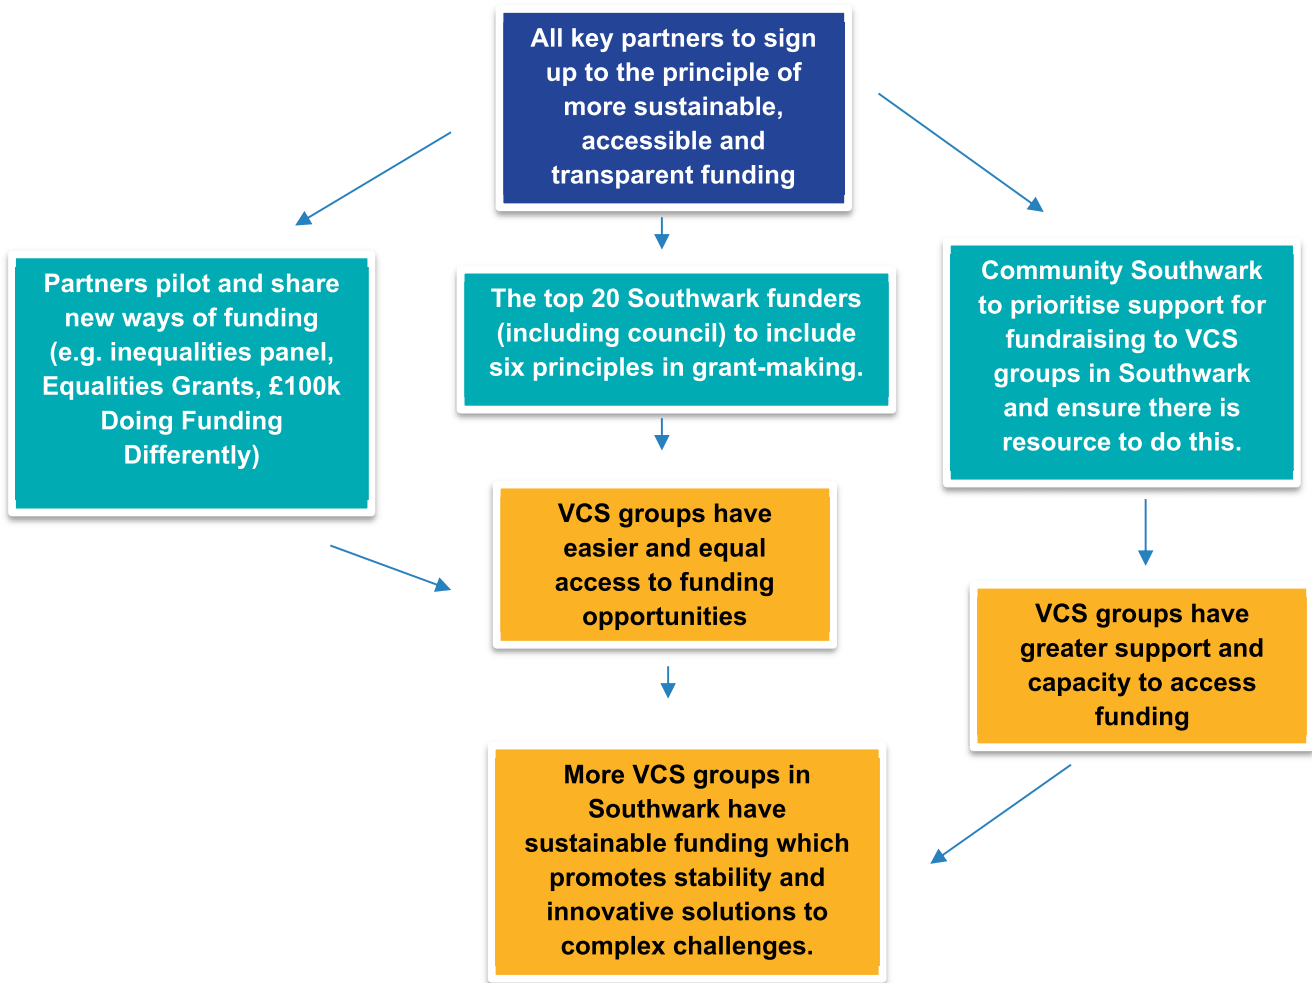 All key partners to sign
up to the principle of
more sustainable,
accessible and
transparent funding
Partners pilot and share
new ways of funding
(e.g. inequalities panel,
Equalities Grants, £100k
Doing Funding
Differently)
The top 20 Southwark funders
(including council) to include
six principles in grant-making.
Community Southwark
to prioritise support for
fundraising to VCS
groups in Southwark
and ensure there is
resource to do this.
VCS groups have
easier and equal
access to funding
opportunities
VCS groups have
greater support and
capacity to access
funding
More VCS groups in
Southwark have
sustainable funding which
promotes stability and
innovative solutions to
complex challenges.